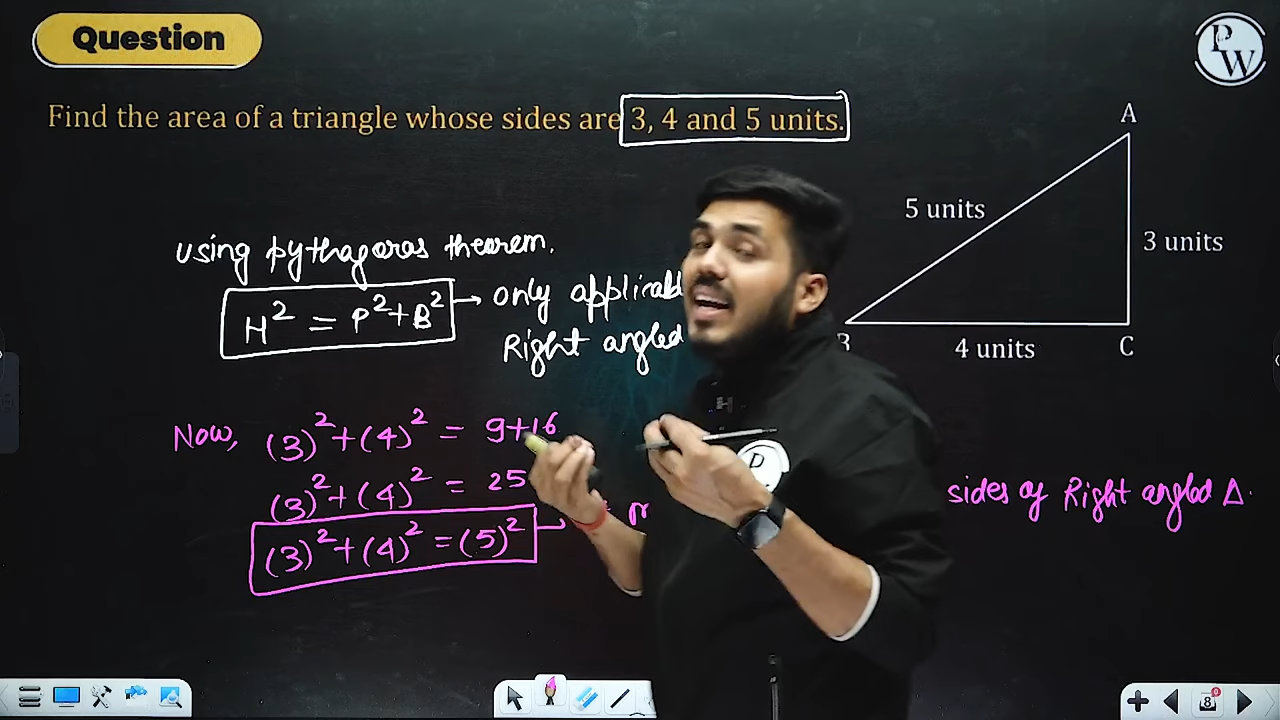 Question
PW
Find the area of a triangle whose sides are 3, 4 and 5 units.
A
5 units
3 units
4 units
C
using pythagoras theorem.
H² = P²+B² → only
Right angled
Now, (3)²+(4)² = 9+16
(3)²+(4)² = 25
(3)²+(4)² = (5)²
sides of Right angled Δ.
8